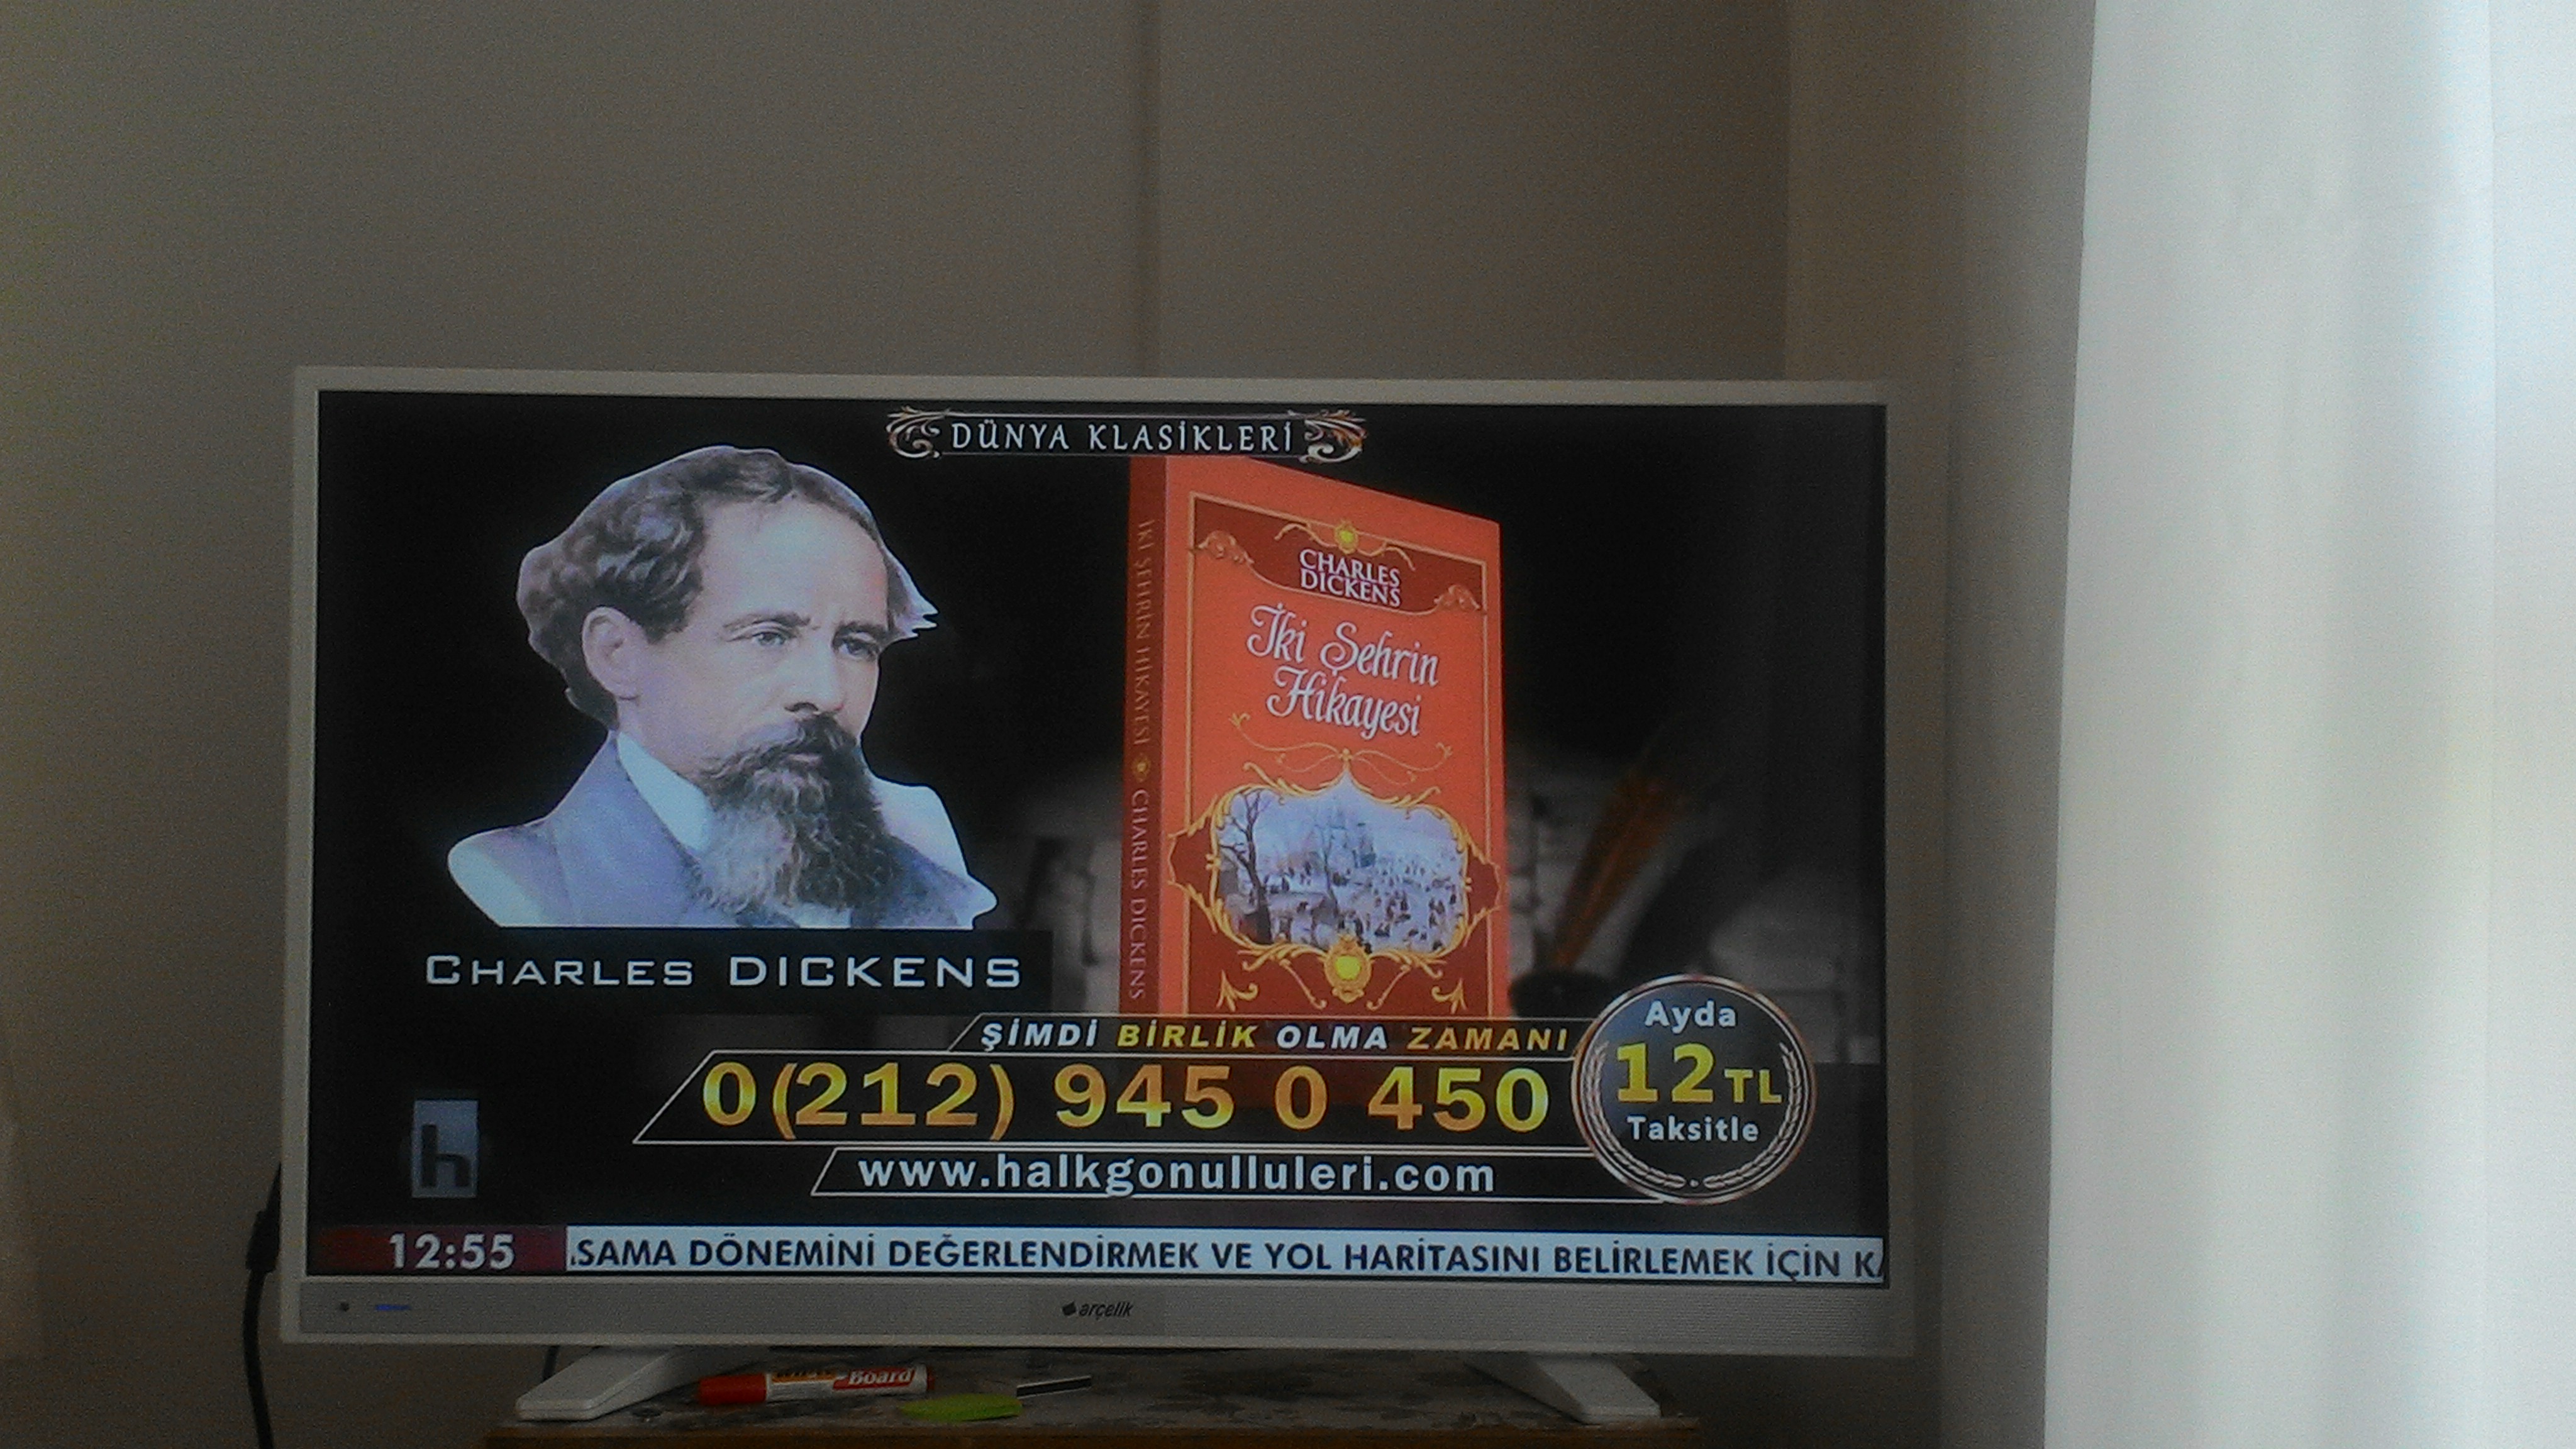 DÜNYA KLASİKLERİ
CHARLES
DICKENS
İki Şehrin
Hikayesi
İKİ ŞEHRİN HİKAYESİ CHARLES DICKENS
CHARLES DICKENS
ŞİMDİ BİRLİK OLMA ZAMANI
0(212) 945 0 450
www.halkgonulluleri.com
Ayda
12 TL
Taksitle
h
12:55
SAMA DÖNEMİNİ DEĞERLENDİRMEK VE YOL HARİTASINI BELİRLEMEK İÇİN
arçelik
Board